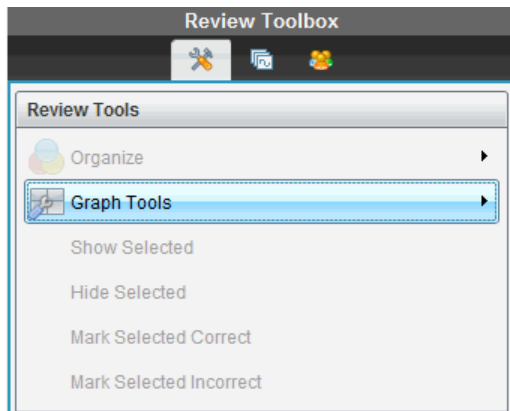 Review Toolbox
Review Tools
Organize
Graph Tools
Show Selected
Hide Selected
Mark Selected Correct
Mark Selected Incorrect